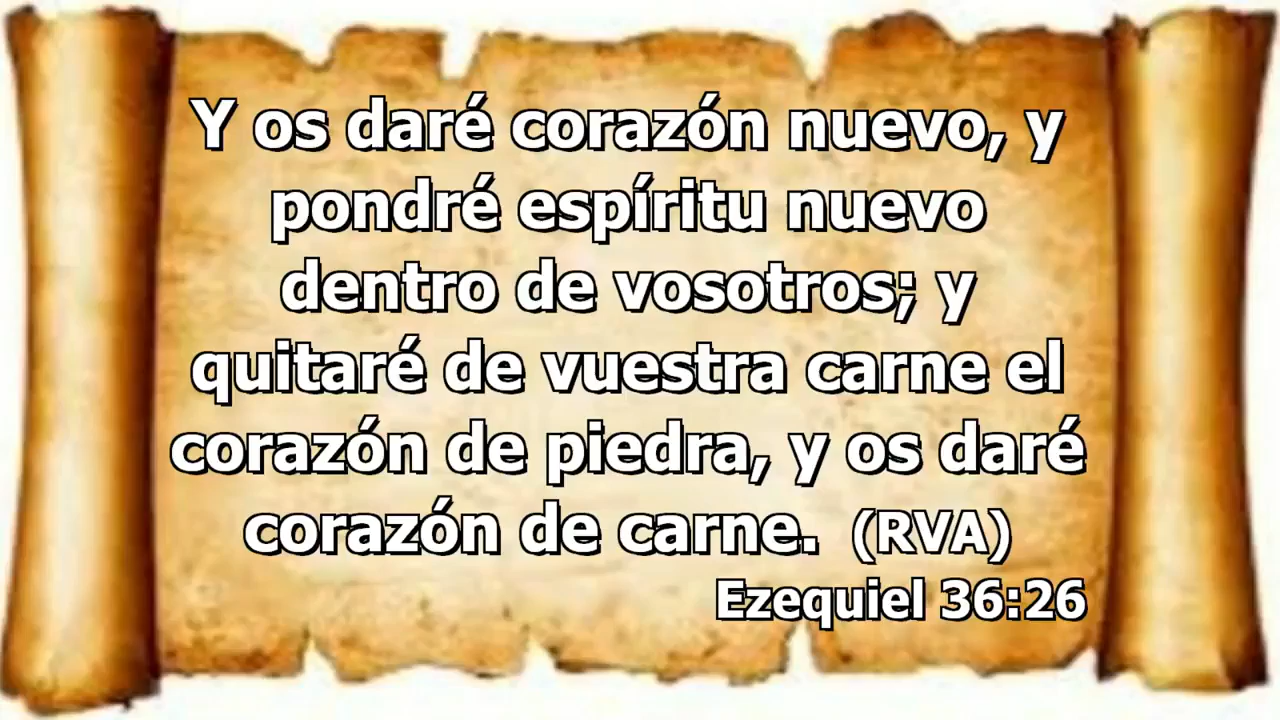 Y os daré corazón nuevo, y
pondré espíritu nuevo
dentro de vosotros; y
quitaré de vuestra carne el
corazón de piedra, y os daré
corazón de carne. (RVA)
Ezequiel 36:26